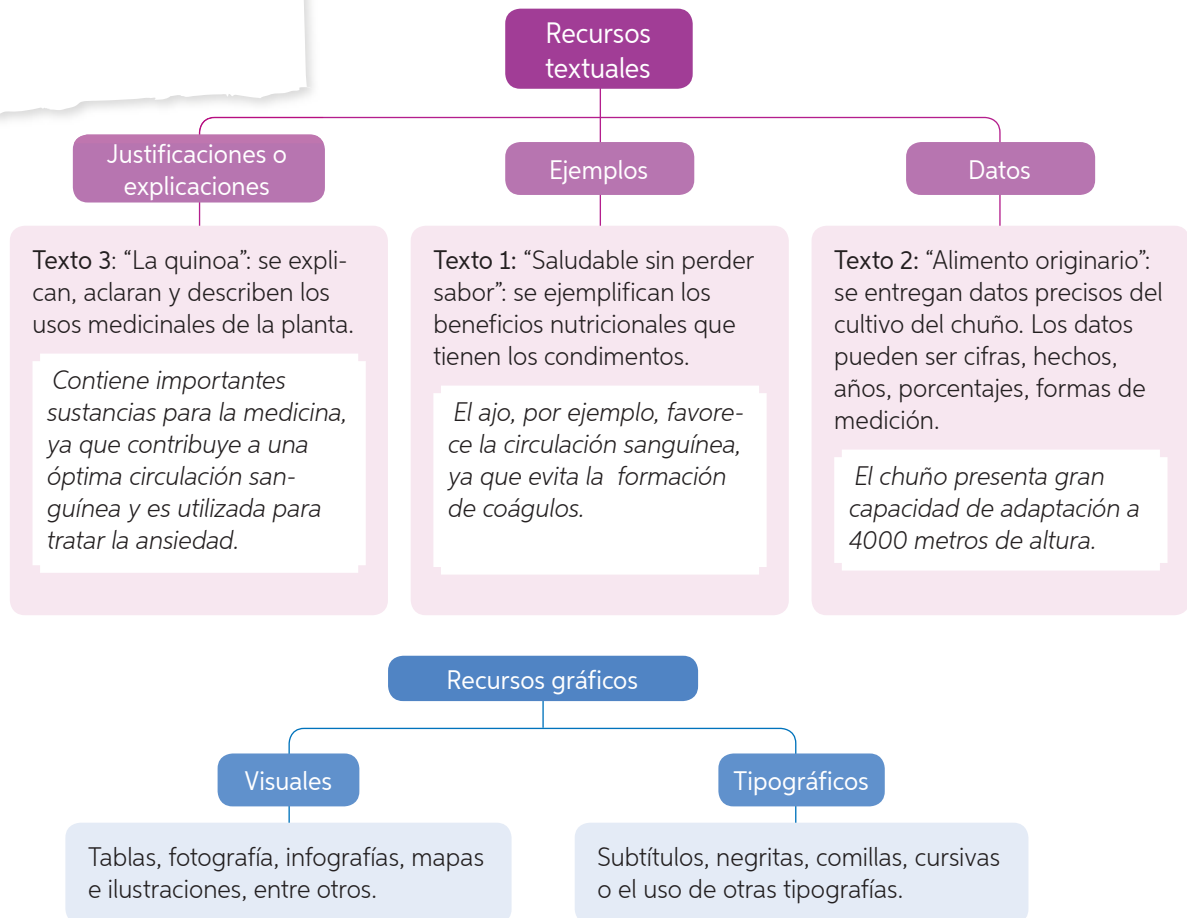 Recursos
textuales
Justificaciones o
explicaciones
Texto 3: “La quinoa”: se expli-
can, aclaran y describen los
usos medicinales de la planta.
Contiene importantes
sustancias para la medicina,
ya que contribuye a una
óptima circulación san-
guínea y es utilizada para
tratar la ansiedad.
Ejemplos
Texto 1: “Saludable sin perder
sabor”: se ejemplifican los
beneficios nutricionales que
tienen los condimentos.
El ajo, por ejemplo, favore-
ce la circulación sanguínea,
ya que evita la formación
de coágulos.
Datos
Texto 2: “Alimento originario”:
se entregan datos precisos del
cultivo del chuño. Los datos
pueden ser cifras, hechos,
años, porcentajes, formas de
medición.
El chuño presenta gran
capacidad de adaptación a
4000 metros de altura.
Recursos gráficos
Visuales
Tablas, fotografía, infografías, mapas
e ilustraciones, entre otros.
Tipográficos
Subtítulos, negritas, comillas, cursivas
o el uso de otras tipografías.